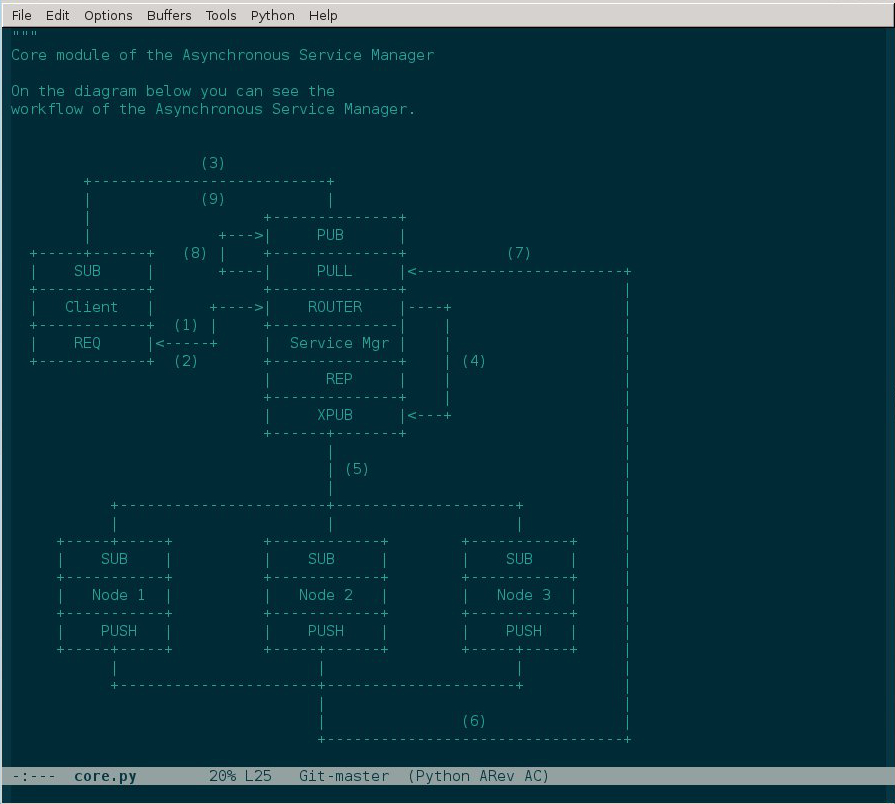 File Edit Options Buffers Tools Python Help
"""
Core module of the Asynchronous Service Manager
On the diagram below you can see the
workflow of the Asynchronous Service Manager.
(3)
(9)
PUB
(8) (7)
SUB PULL
Client ROUTER
(1)
REQ Service Mgr
(2) (4)
REP
XPUB
(5)
SUB SUB SUB
Node 1 Node 2 Node 3
PUSH PUSH PUSH
(6)
-:--- core.py 20% L25 Git-master (Python ARev AC)